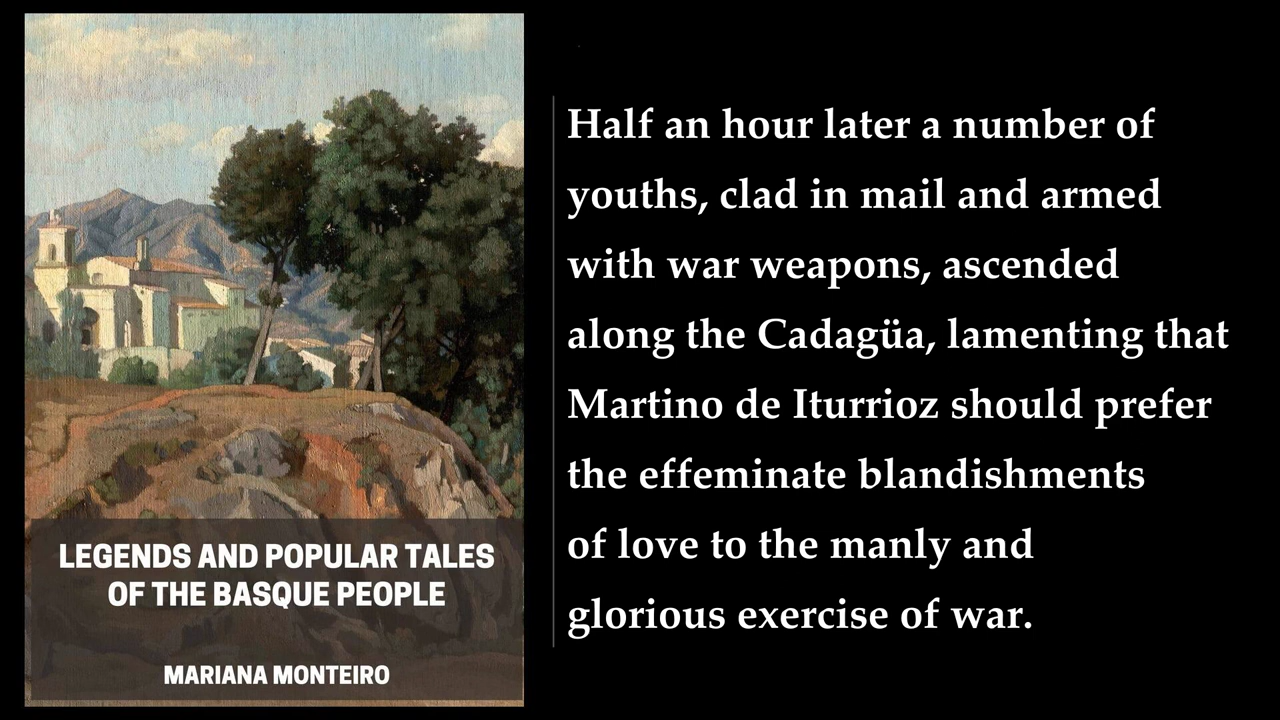 LEGENDS AND POPULAR TALES
OF THE BASQUE PEOPLE
MARIANA MONTEIRO
Half an hour later a number of
youths, clad in mail and armed
with war weapons, ascended
along the Cadagüa, lamenting that
Martino de Iturrioz should prefer
the effeminate blandishments
of love to the manly and
glorious exercise of war.